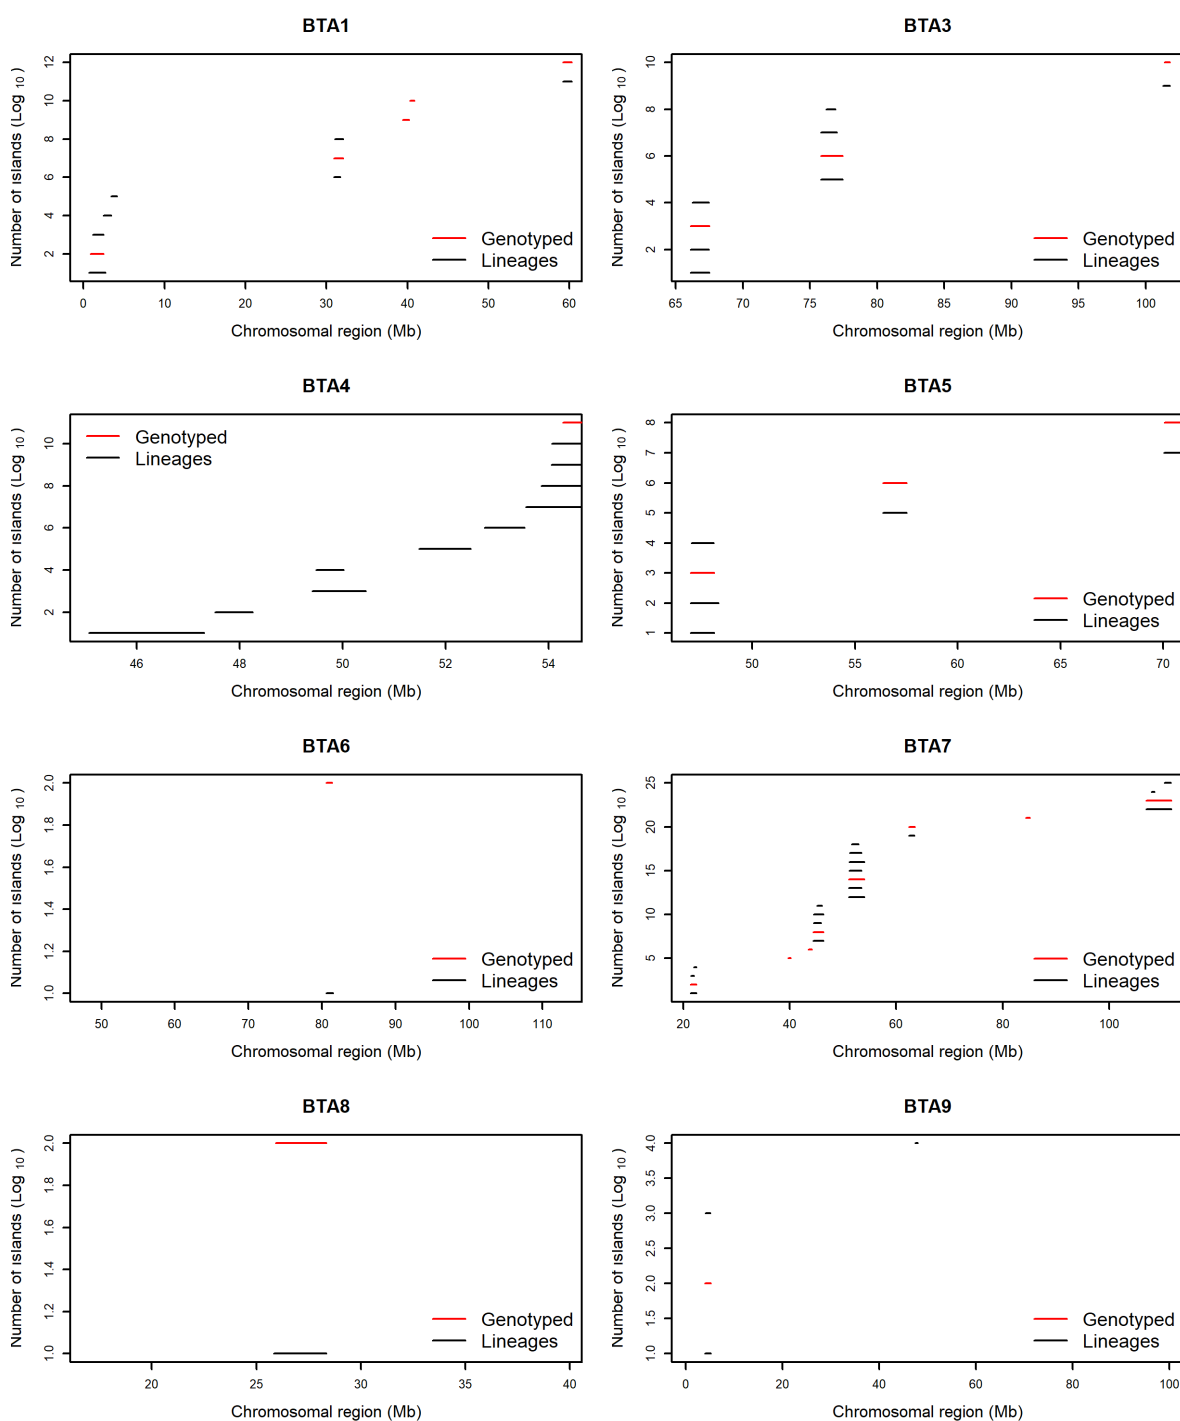 BTA1
Number of islands (Log 10)
2 4 6 8 10 12
Genotyped
Lineages
0 10 20 30 40 50 60
Chromosomal region (Mb)
BTA3
Number of islands (Log 10)
2 4 6 8 10
Genotyped
Lineages
65 70 75 80 85 90 95 100
Chromosomal region (Mb)
BTA4
Number of islands (Log 10)
2 4 6 8 10
Genotyped
Lineages
46 48 50 52 54
Chromosomal region (Mb)
BTA5
Number of islands (Log 10)
1 2 3 4 5 6 7 8
Genotyped
Lineages
50 55 60 65 70
Chromosomal region (Mb)
BTA6
Number of islands (Log 10)
1.0 1.2 1.4 1.6 1.8 2.0
Genotyped
Lineages
50 60 70 80 90 100 110
Chromosomal region (Mb)
BTA7
Number of islands (Log 10)
5 10 15 20 25
Genotyped
Lineages
20 40 60 80 100
Chromosomal region (Mb)
BTA8
Number of islands (Log 10)
1.0 1.2 1.4 1.6 1.8 2.0
Genotyped
Lineages
20 25 30 35 40
Chromosomal region (Mb)
BTA9
Number of islands (Log 10)
1.0 1.5 2.0 2.5 3.0 3.5 4.0
Genotyped
Lineages
0 20 40 60 80 100
Chromosomal region (Mb)